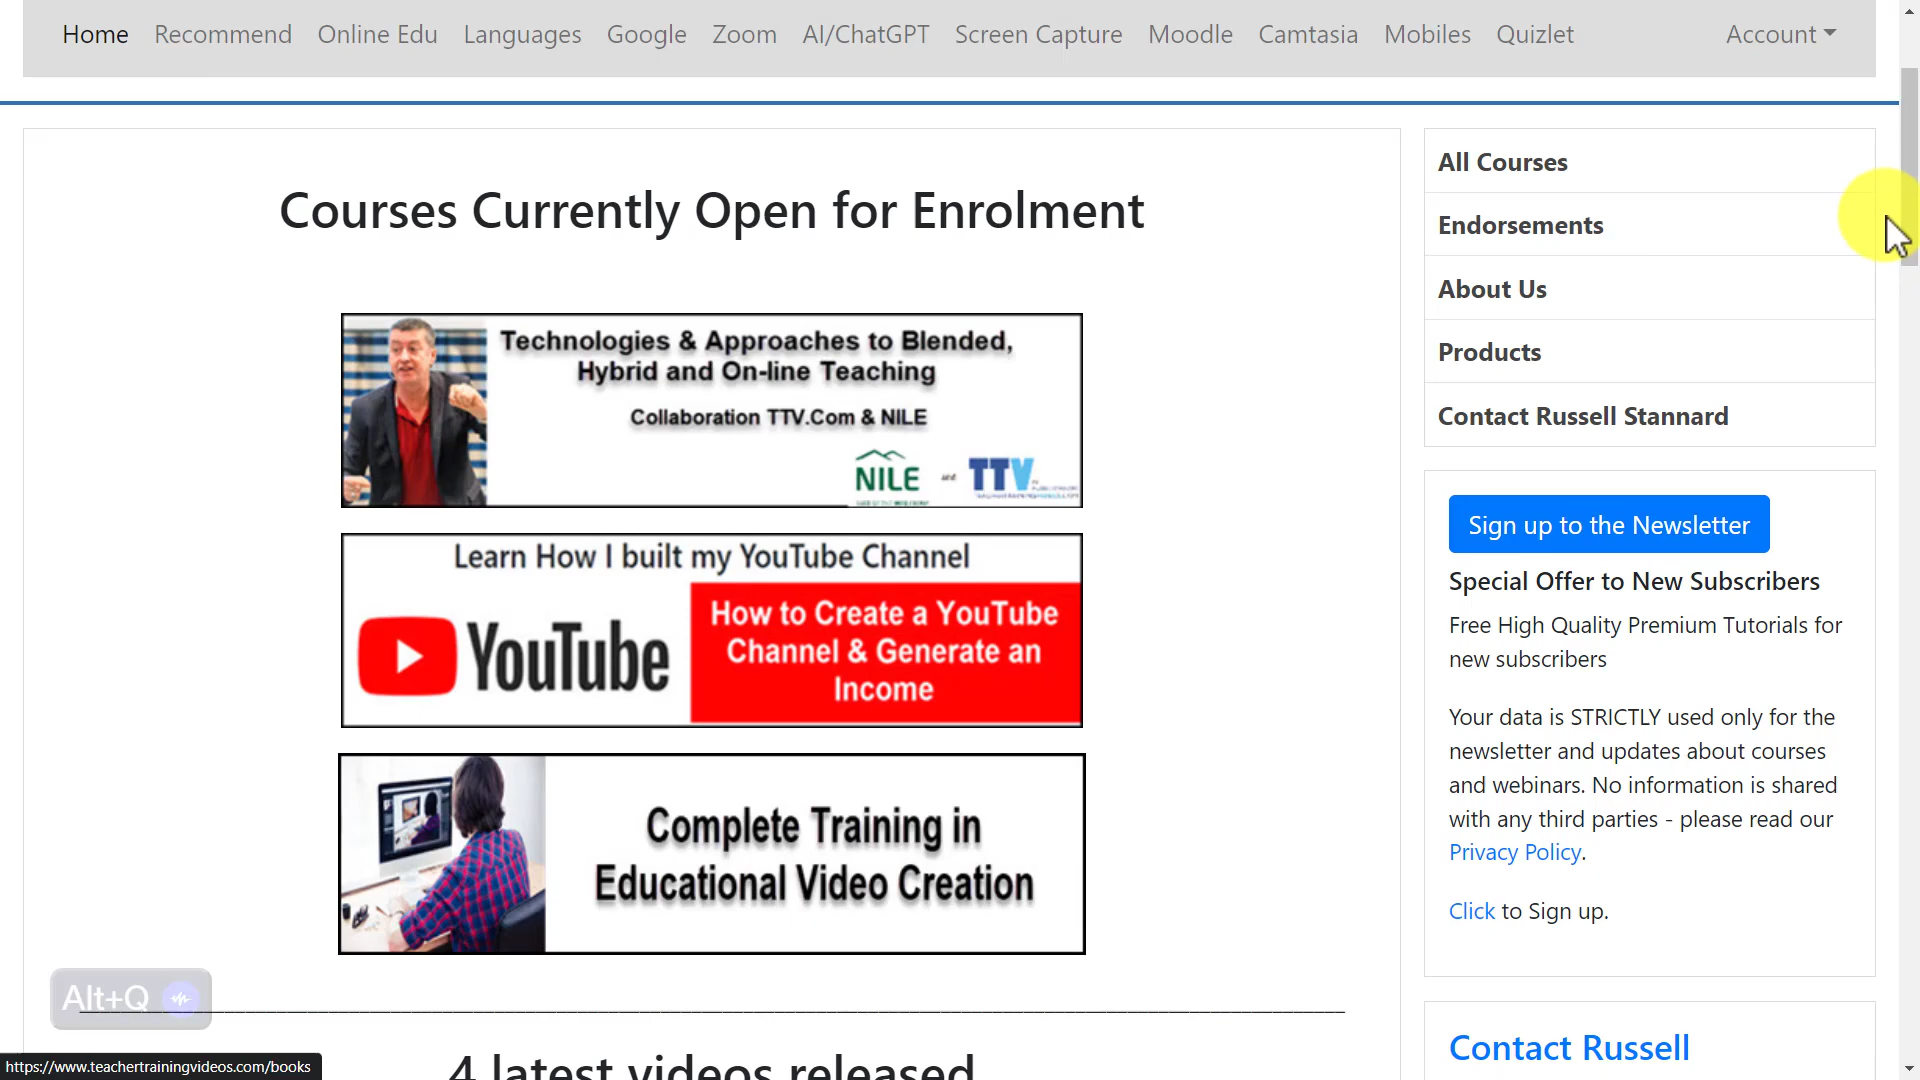 Home Recommend Online Edu Languages Google Zoom AI/ChatGPT Screen Capture Moodle Camtasia Mobiles Quizlet Account
Courses Currently Open for Enrolment
Technologies & Approaches to Blended,
Hybrid and On-line Teaching
Collaboration TTV.Com & NILE
NILE and TTV
Learn How I built my YouTube Channel
YouTube
How to Create a YouTube
Channel & Generate an
Income
Complete Training in
Educational Video Creation
Alt+Q
4 latest videos released
https://www.teachertrainingvideos.com/books
All Courses
Endorsements
About Us
Products
Contact Russell Stannard
Sign up to the Newsletter
Special Offer to New Subscribers
Free High Quality Premium Tutorials for
new subscribers
Your data is STRICTLY used only for the
newsletter and updates about courses
and webinars. No information is shared
with any third parties - please read our
Privacy Policy.
Click to Sign up.
Contact Russell